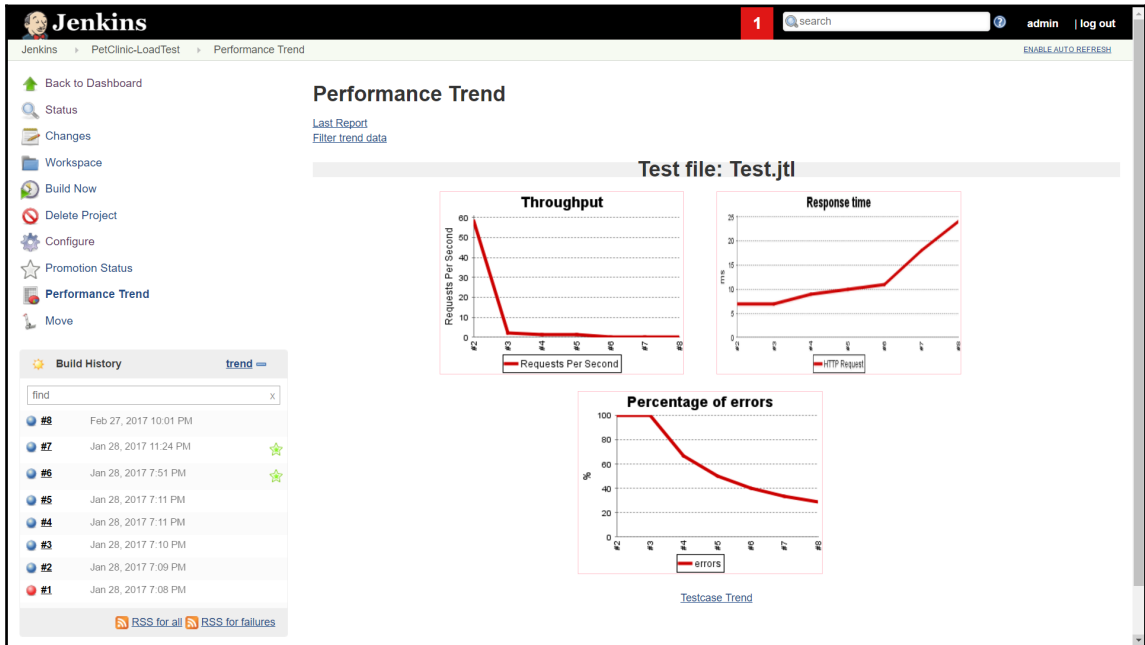 Jenkins
1
search
?
admin | log out
Jenkins PetClinic-LoadTest Performance Trend
ENABLE AUTO REFRESH
Back to Dashboard
Status
Changes
Workspace
Build Now
Delete Project
Configure
Promotion Status
Performance Trend
Move
Build History trend
find x
#8 Feb 27, 2017 10:01 PM
#7 Jan 28, 2017 11:24 PM
#6 Jan 28, 2017 7:51 PM
#5 Jan 28, 2017 7:11 PM
#4 Jan 28, 2017 7:11 PM
#3 Jan 28, 2017 7:10 PM
#2 Jan 28, 2017 7:09 PM
#1 Jan 28, 2017 7:08 PM
RSS for all RSS for failures
Performance Trend
Last Report
Filter trend data
Test file: Test.jtl
Throughput
Requests Per Second
60
50
40
30
20
10
0
#2 #3 #4 #5 #6 #7 #8
Requests Per Second
Response time
ms
25
20
15
10
5
0
#2 #3 #4 #5 #6 #7 #8
HTTP Request
Percentage of errors
%
100
80
60
40
20
0
#2 #3 #4 #5 #6 #7 #8
errors
Testcase Trend